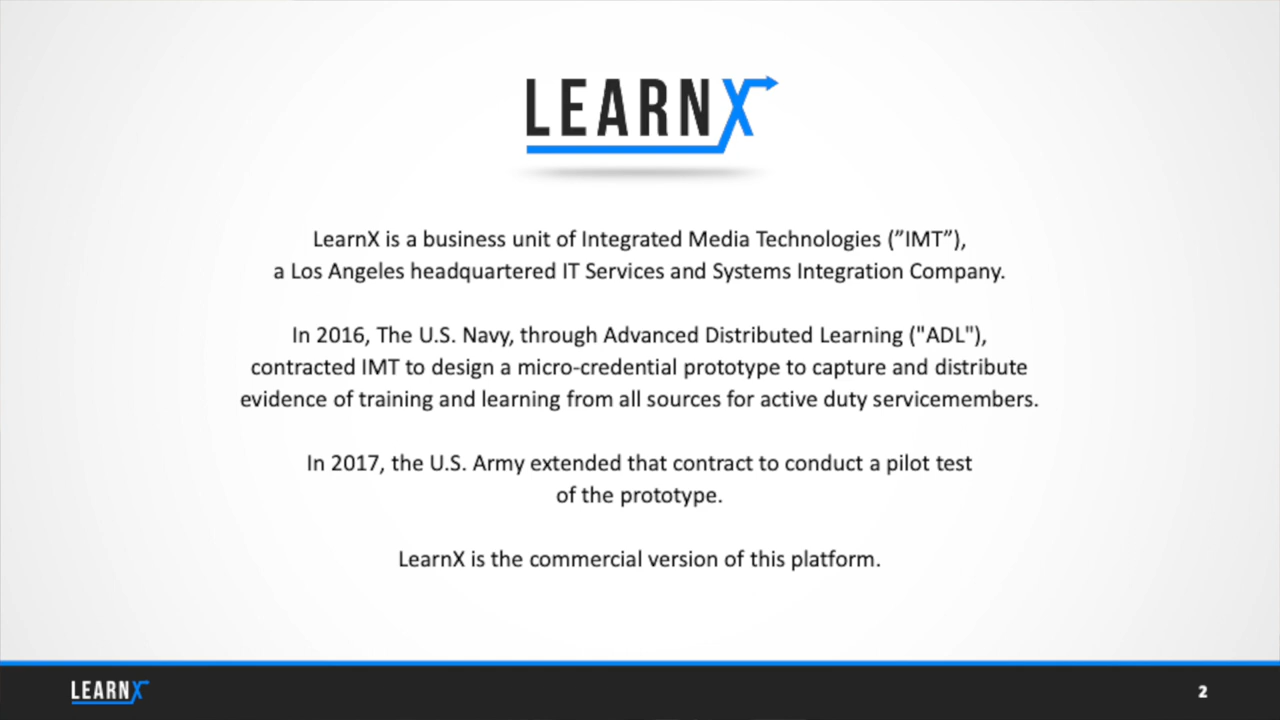 LEARNX
LearnX is a business unit of Integrated Media Technologies (”IMT”),
a Los Angeles headquartered IT Services and Systems Integration Company.
In 2016, The U.S. Navy, through Advanced Distributed Learning ("ADL"),
contracted IMT to design a micro-credential prototype to capture and distribute
evidence of training and learning from all sources for active duty servicemembers.
In 2017, the U.S. Army extended that contract to conduct a pilot test
of the prototype.
LearnX is the commercial version of this platform.
LEARNX
2